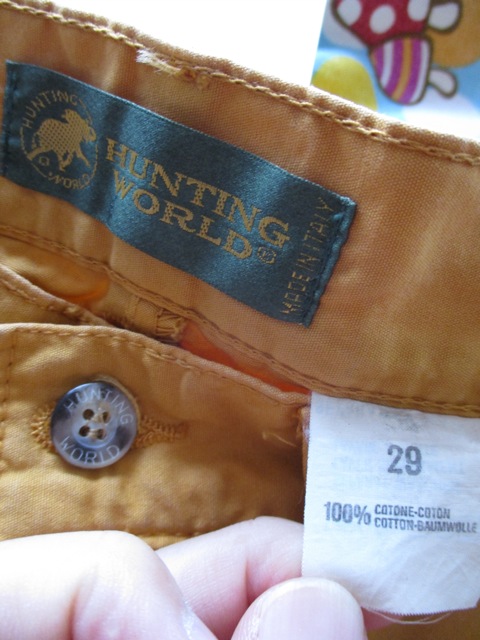 HUNTING
WORLD
HUNTING
WORLD®
MADE IN ITALY
HUNTING
WORLD
29
100% COTONE-COTON
COTTON-BAUMWOLLE